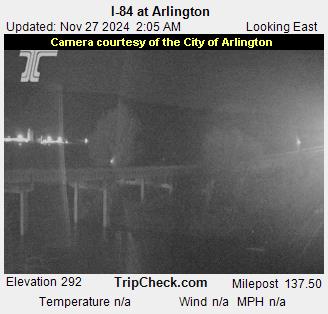 I-84 at Arlington
Updated: Nov 27 2024 2:05 AM Looking East
Camera courtesy of the City of Arlington
Elevation 292 TripCheck.com Milepost 137.50
Temperature n/a Wind n/a MPH n/a